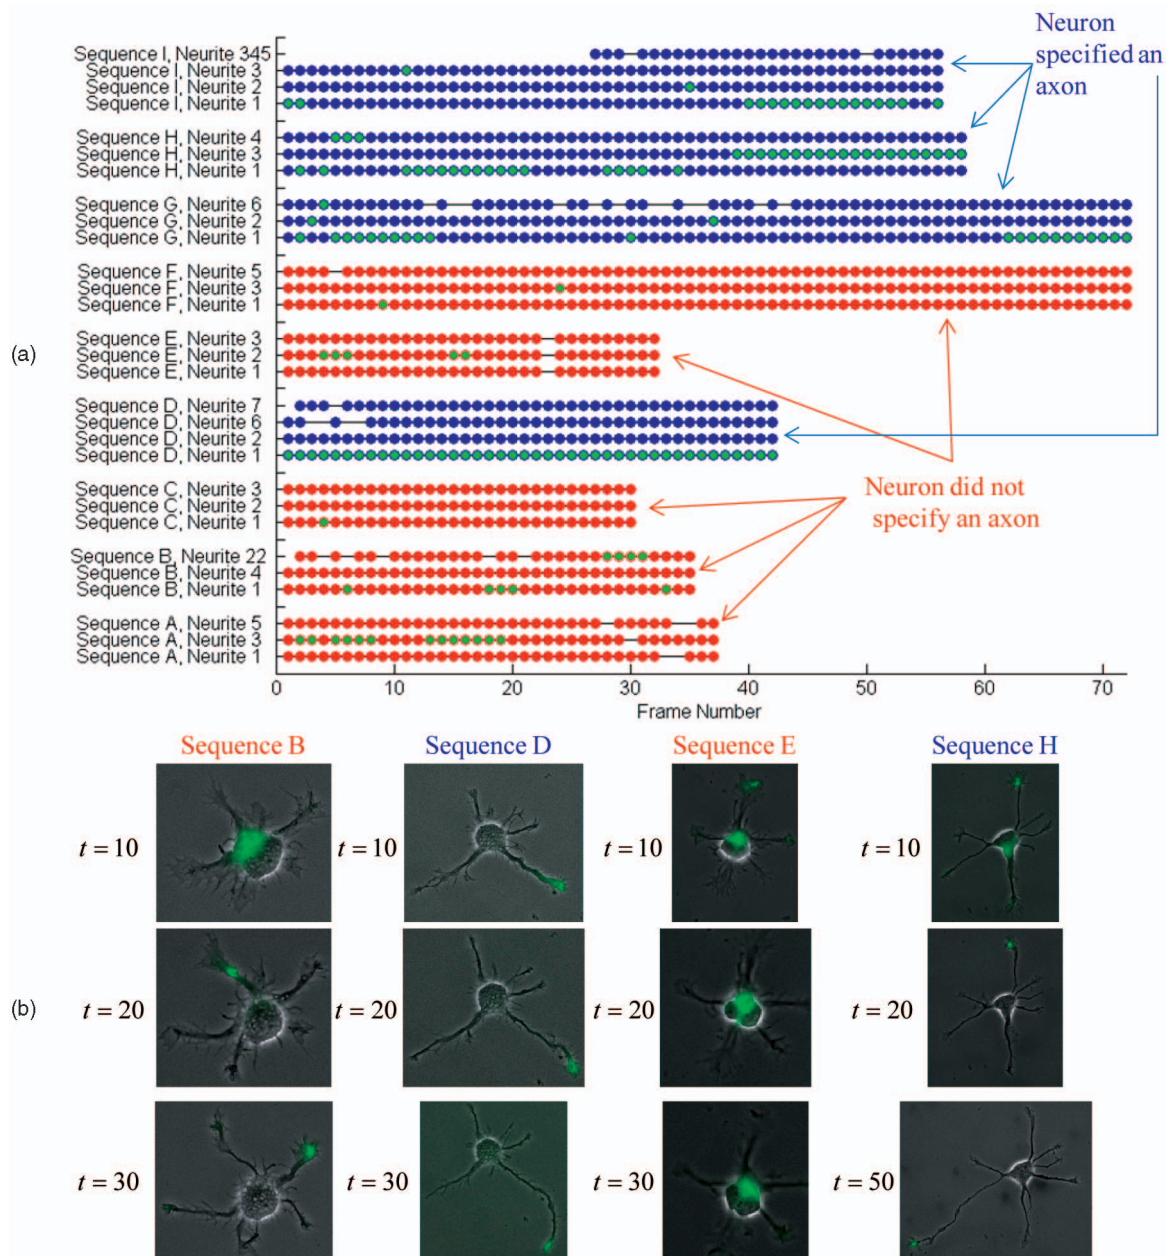 Neuron
specified an
axon
Sequence I, Neurite 345
Sequence I, Neurite 3
Sequence I, Neurite 2
Sequence I, Neurite 1
Sequence H, Neurite 4
Sequence H, Neurite 3
Sequence H, Neurite 1
Sequence G, Neurite 6
Sequence G, Neurite 2
Sequence G, Neurite 1
Sequence F, Neurite 5
Sequence F, Neurite 3
Sequence F, Neurite 1
(a)
Sequence E, Neurite 3
Sequence E, Neurite 2
Sequence E, Neurite 1
Sequence D, Neurite 7
Sequence D, Neurite 6
Sequence D, Neurite 2
Sequence D, Neurite 1
Sequence C, Neurite 3
Sequence C, Neurite 2
Sequence C, Neurite 1
Neuron did not
specify an axon
Sequence B, Neurite 22
Sequence B, Neurite 4
Sequence B, Neurite 1
Sequence A, Neurite 5
Sequence A, Neurite 3
Sequence A, Neurite 1
0 10 20 30 40 50 60 70
Frame Number
Sequence B Sequence D Sequence E Sequence H
t = 10 t = 10 t = 10 t = 10
(b)
t = 20 t = 20 t = 20 t = 20
t = 30 t = 30 t = 30 t = 50